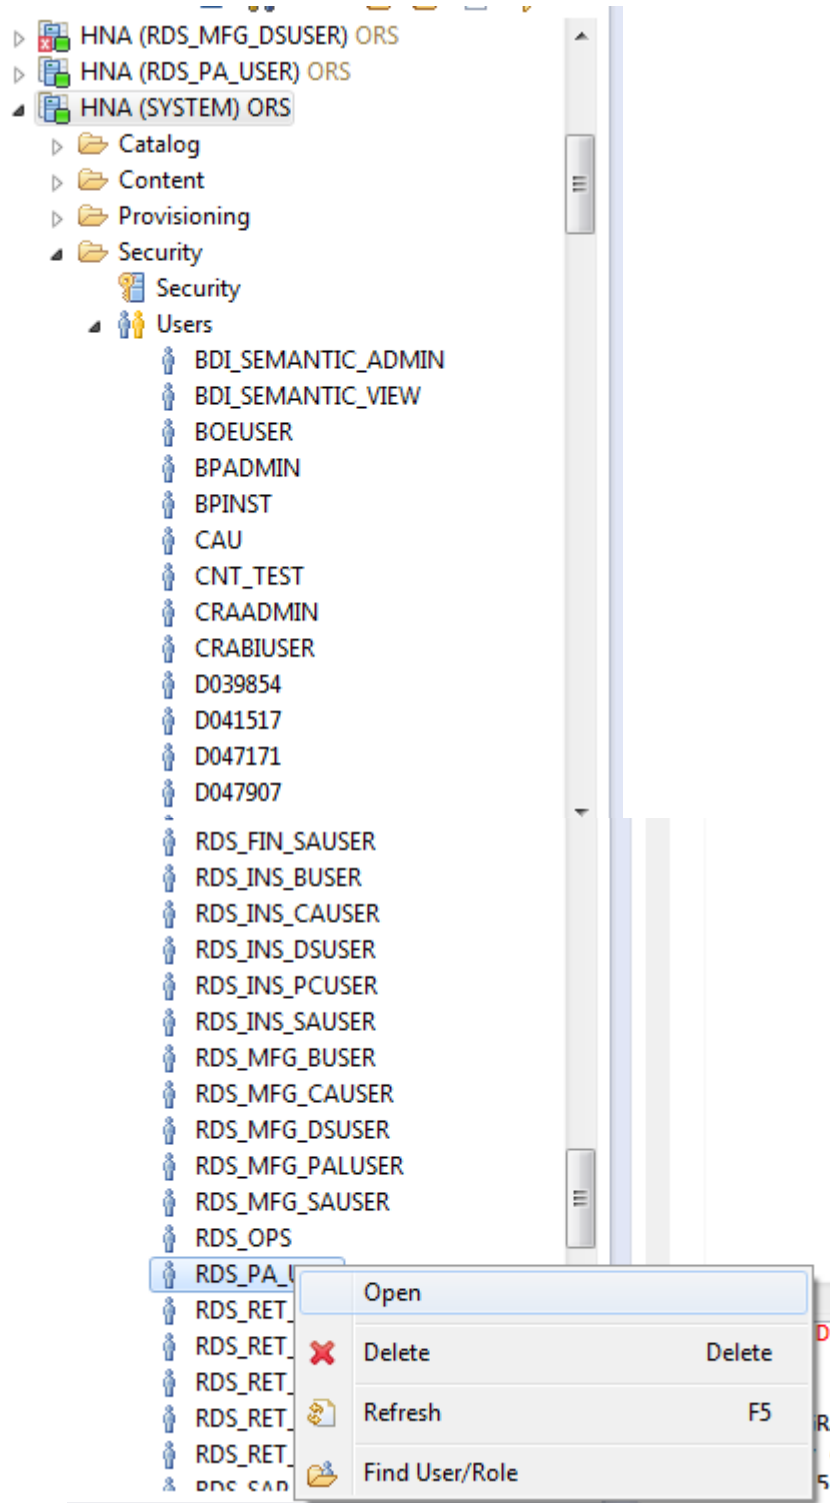 HNA (RDS_MFG_DSUSER) ORS
HNA (RDS_PA_USER) ORS
HNA (SYSTEM) ORS
Catalog
Content
Provisioning
Security
Security
Users
BDI_SEMANTIC_ADMIN
BDI_SEMANTIC_VIEW
BOEUSER
BPADMIN
BPINST
CAU
CNT_TEST
CRAADMIN
CRABIUSER
D039854
D041517
D047171
D047907
RDS_FIN_SAUSER
RDS_INS_BUSER
RDS_INS_CAUSER
RDS_INS_DSUSER
RDS_INS_PCUSER
RDS_INS_SAUSER
RDS_MFG_BUSER
RDS_MFG_CAUSER
RDS_MFG_DSUSER
RDS_MFG_PALUSER
RDS_MFG_SAUSER
RDS_OPS
RDS_PA_U
Open
RDS_RET_
RDS_RET_
Delete Delete
RDS_RET_
RDS_RET_
Refresh F5
RDS_RET_
Find User/Role
RDS_SAP